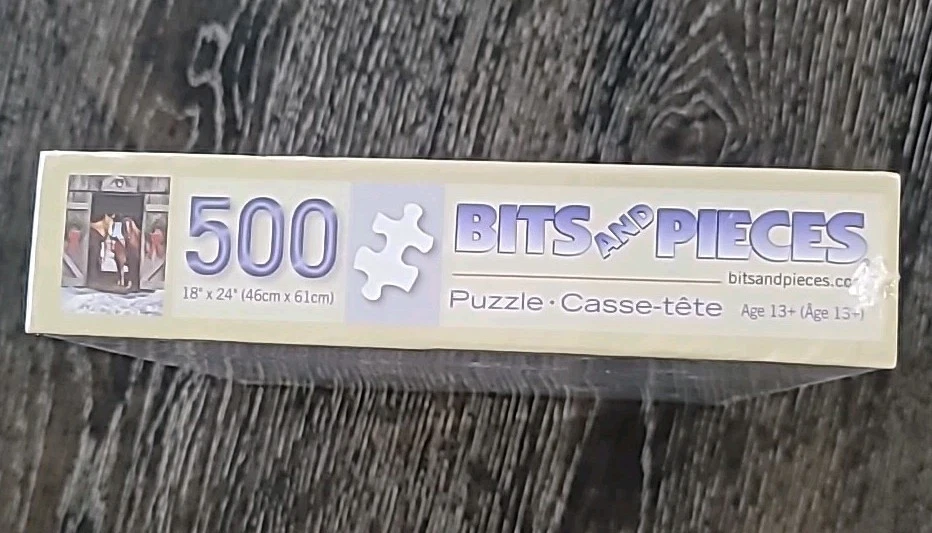 500
18" x 24" (46cm x 61cm)
BITS AND PIECES
bitsandpieces.co
Puzzle · Casse-tête Age 13+ (Âge 13+)